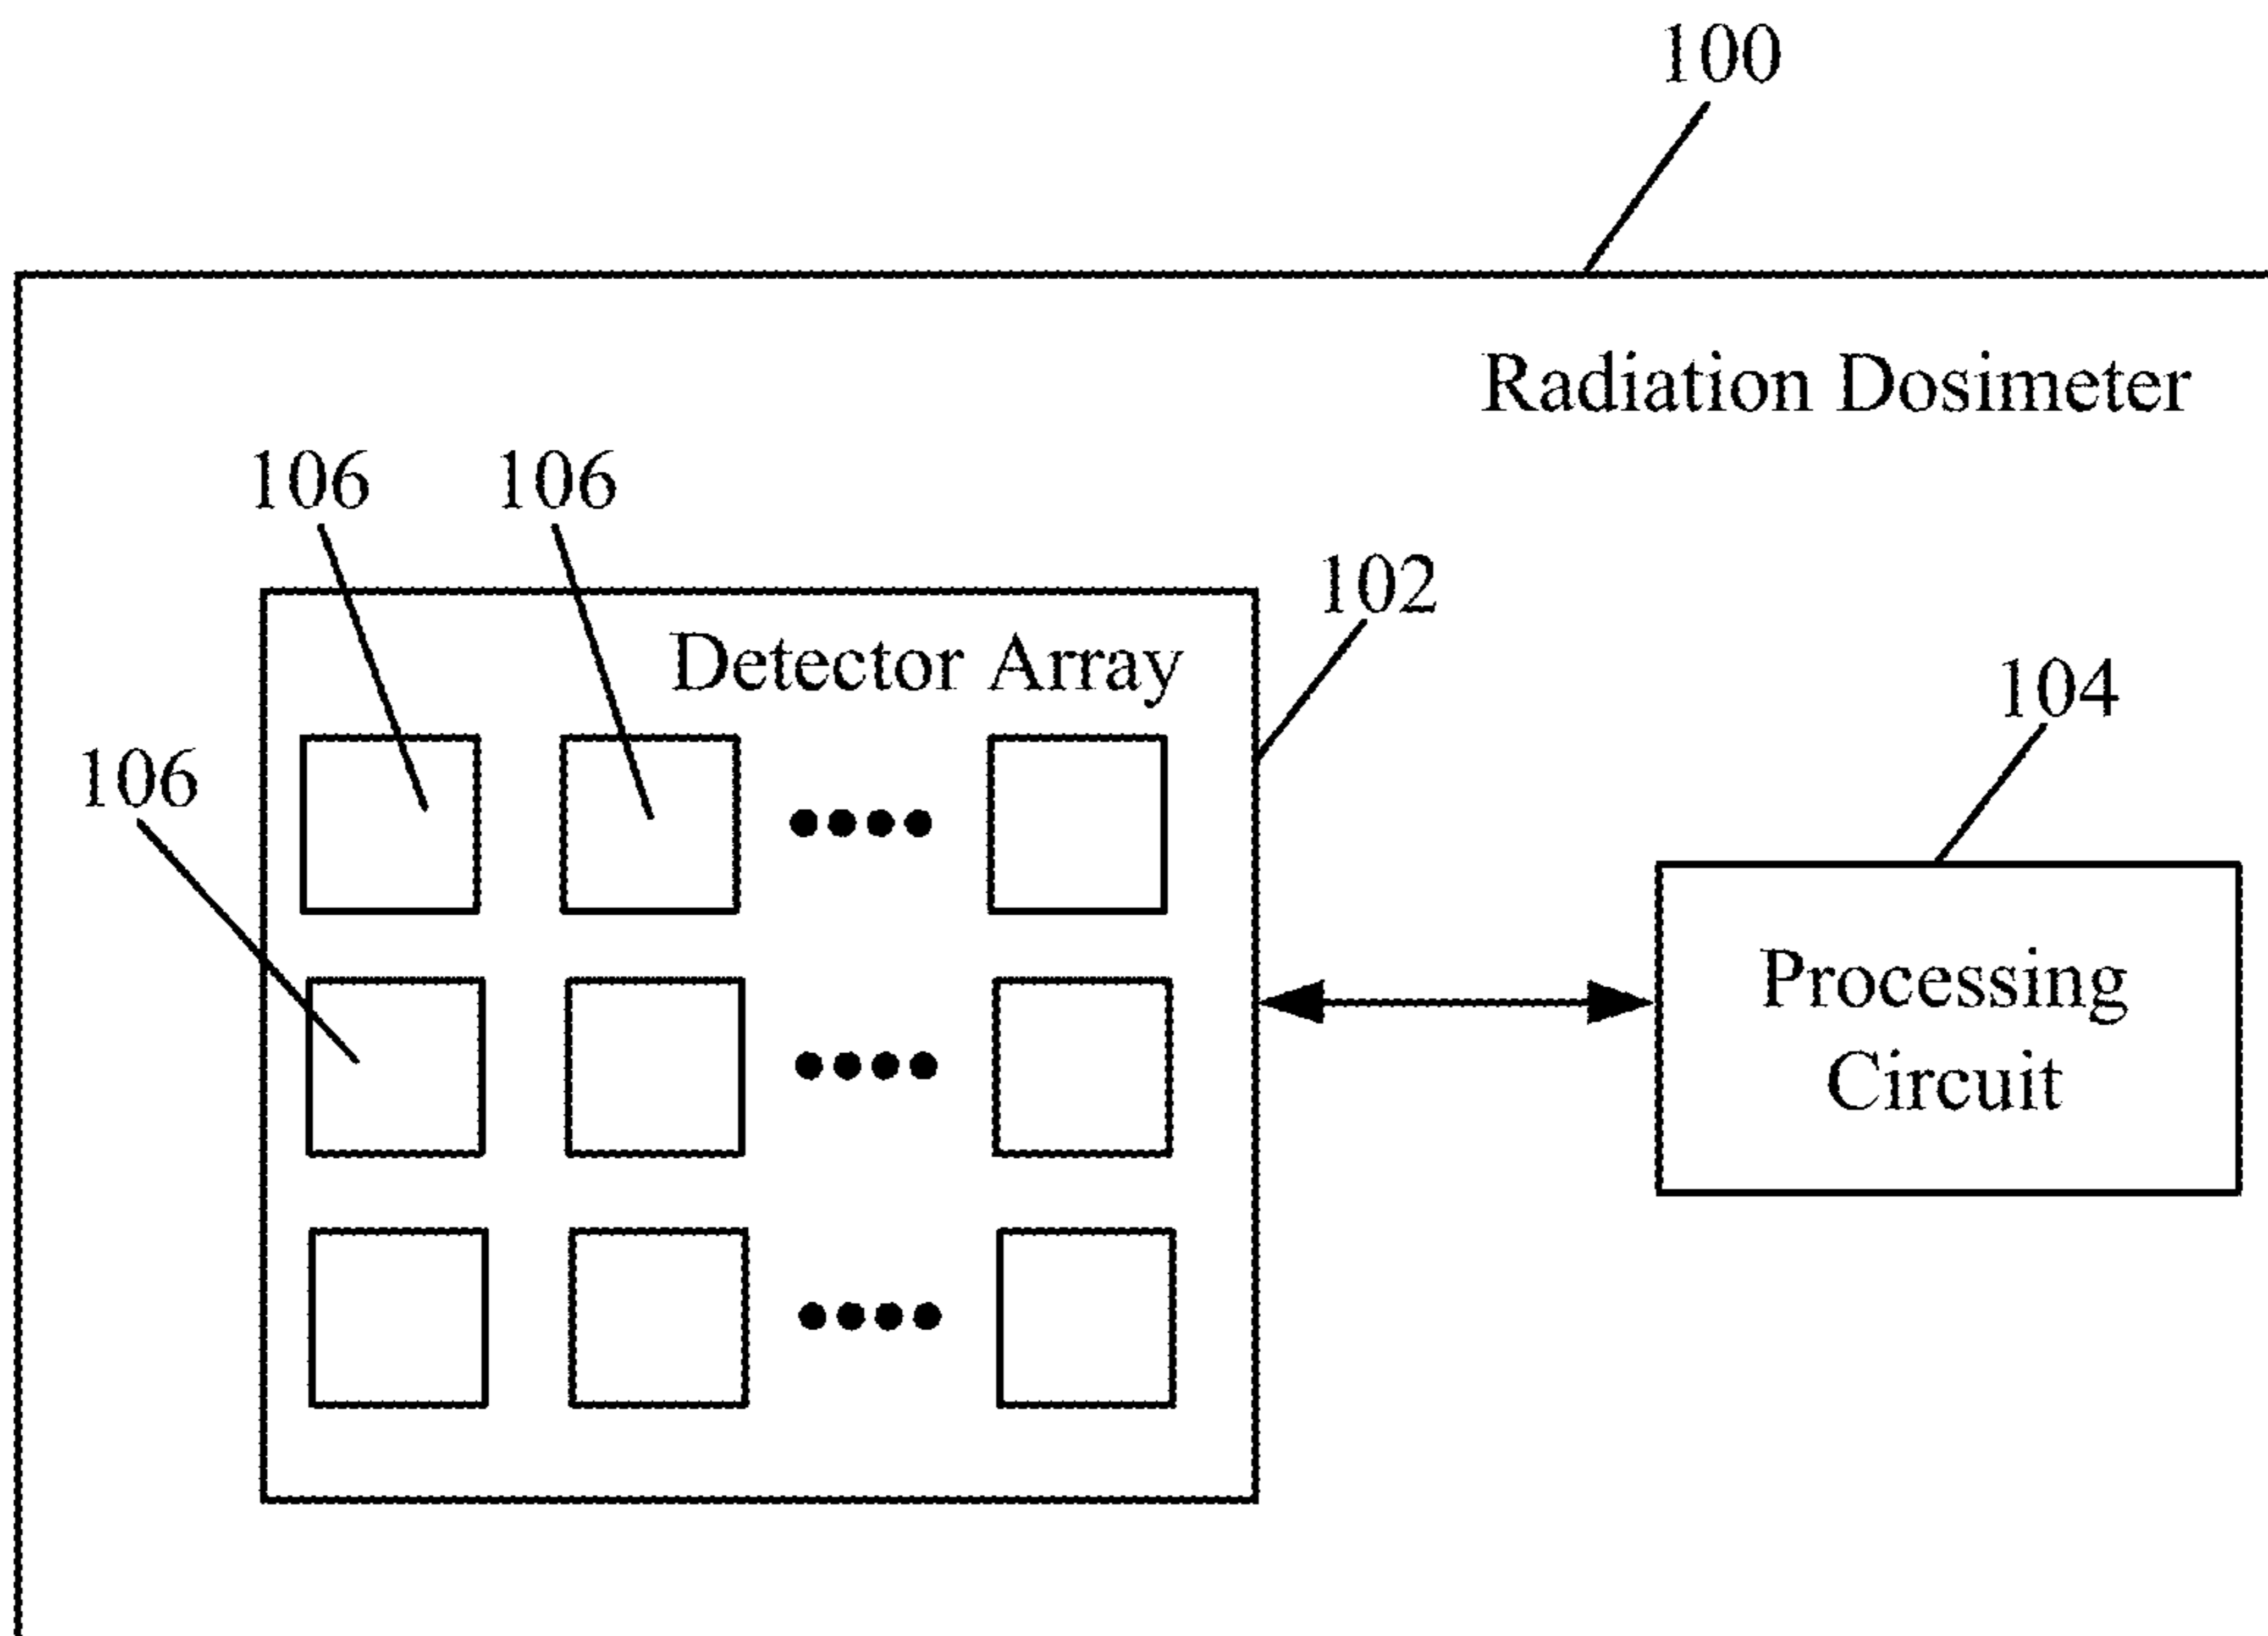 100
Radiation Dosimeter
106 106
102
Detector Array
104
106
Processing
Circuit